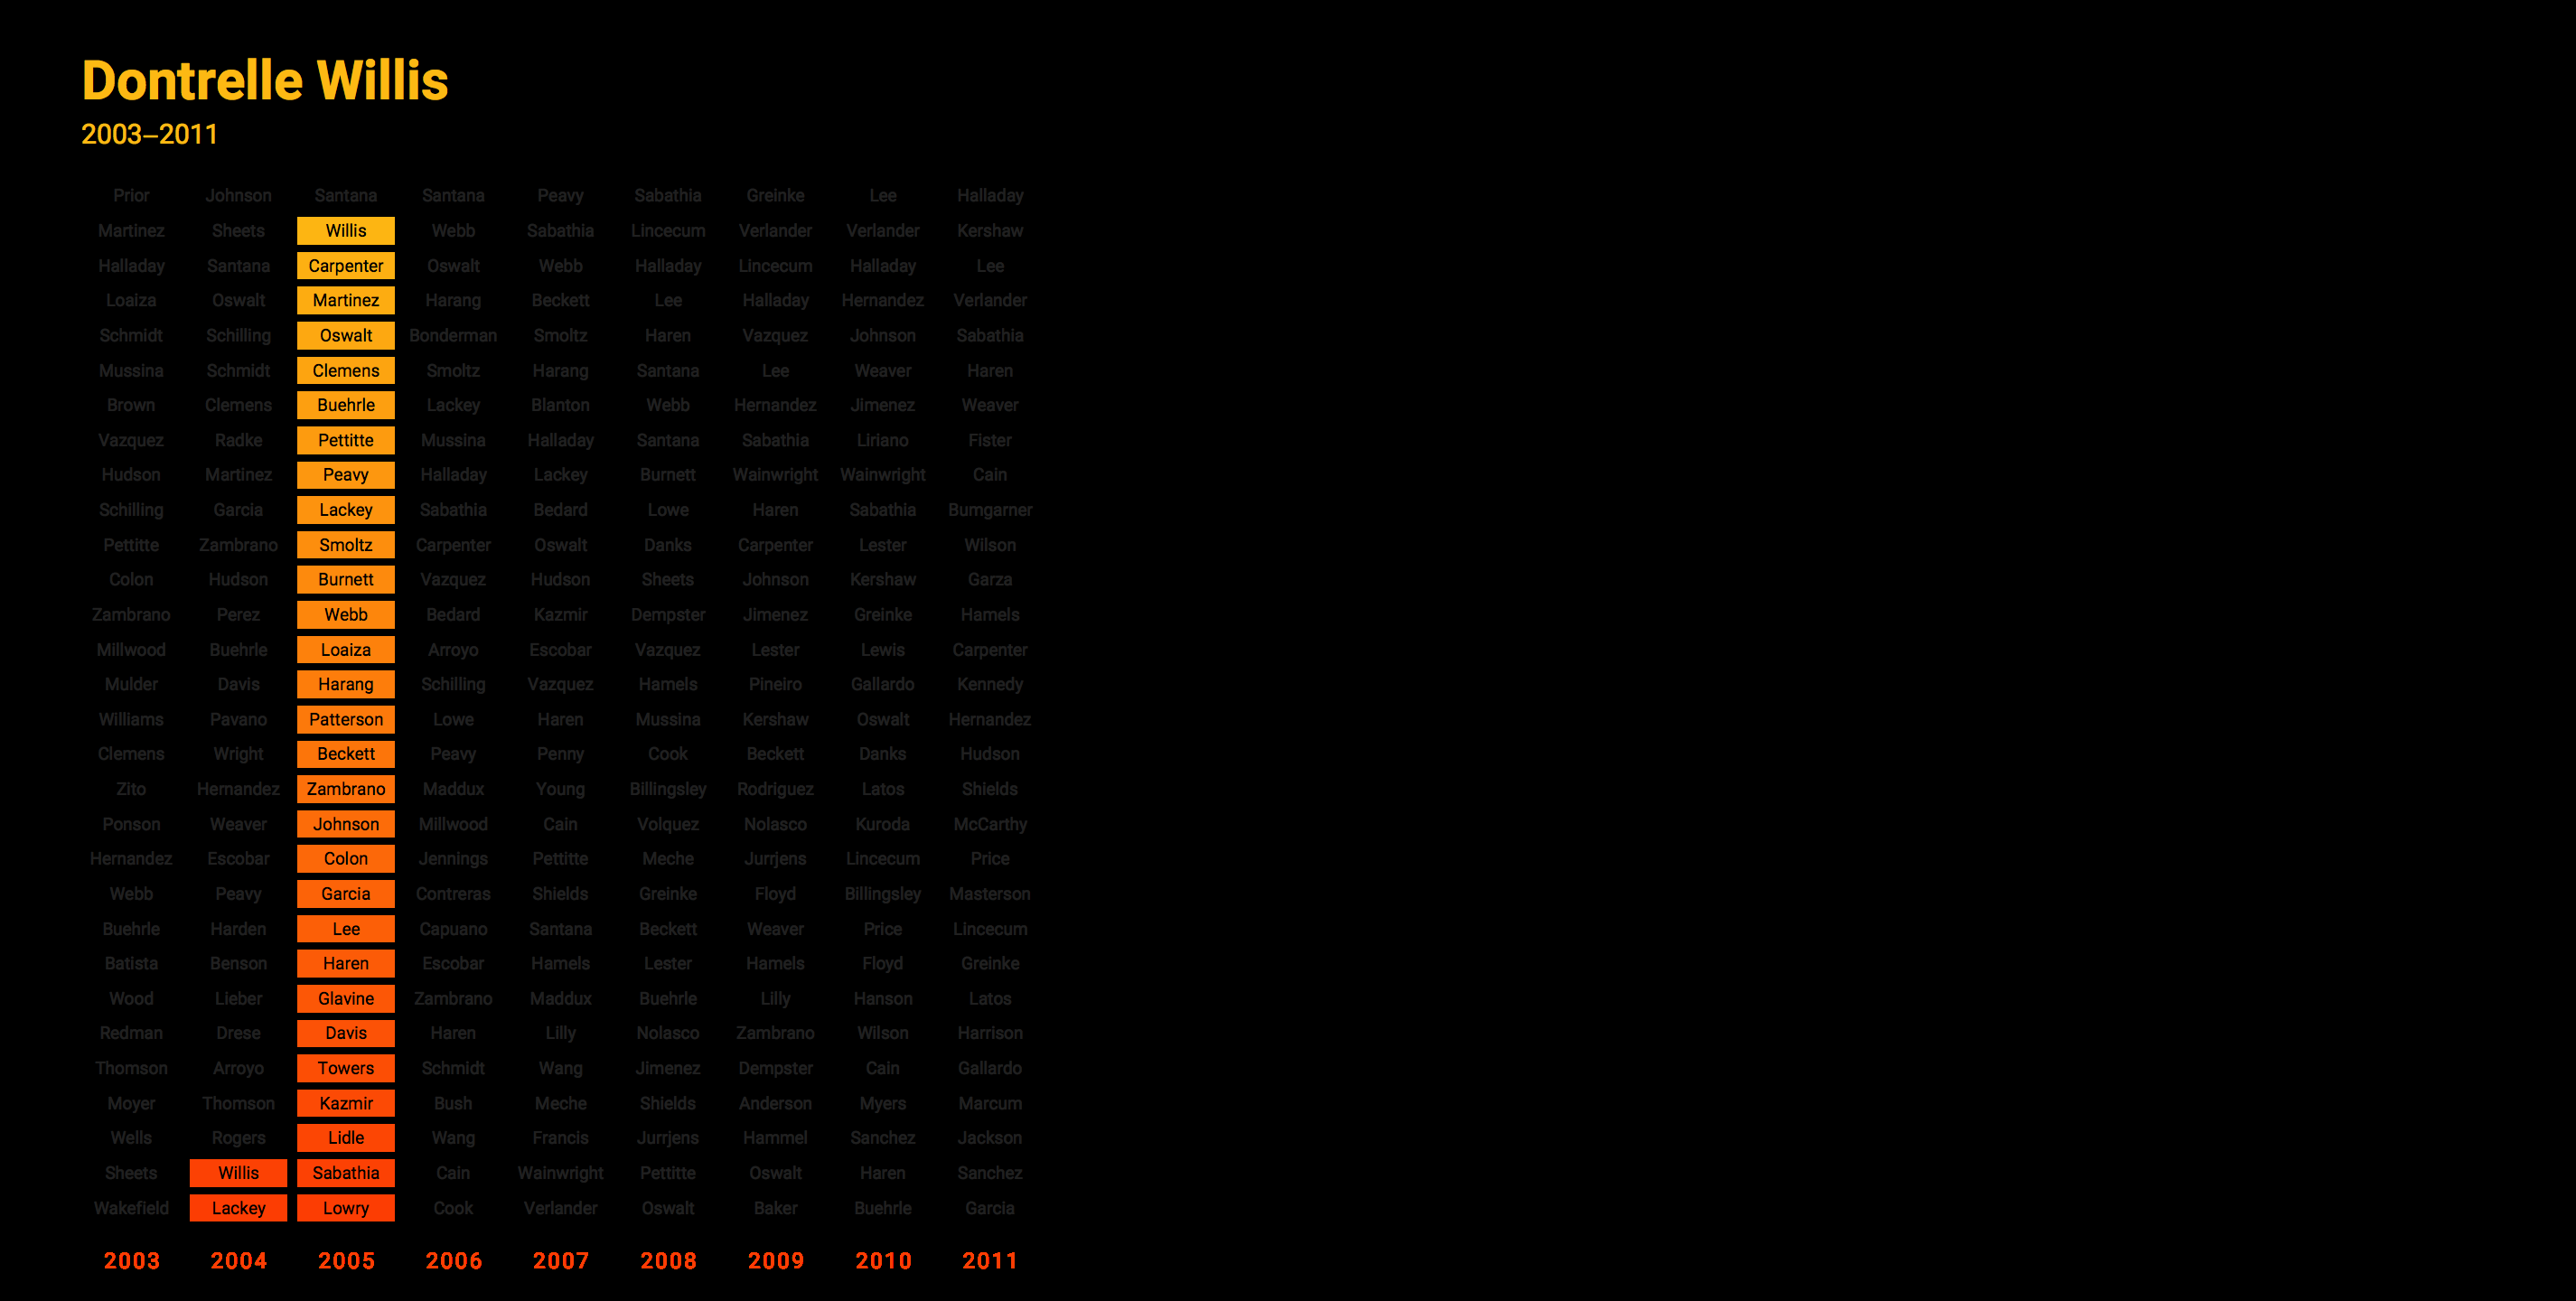 Dontrelle Willis
2003–2011
Prior Johnson Santana Santana Peavy Sabathia Greinke Lee Halladay
Martinez Sheets Willis Webb Sabathia Lincecum Verlander Verlander Kershaw
Halladay Santana Carpenter Oswalt Webb Halladay Lincecum Halladay Lee
Loaiza Oswalt Martinez Harang Beckett Lee Halladay Hernandez Verlander
Schmidt Schilling Oswalt Bonderman Smoltz Haren Vazquez Johnson Sabathia
Mussina Schmidt Clemens Smoltz Harang Santana Lee Weaver Haren
Brown Clemens Buehrle Lackey Blanton Webb Hernandez Jimenez Weaver
Vazquez Radke Pettitte Mussina Halladay Santana Sabathia Liriano Fister
Hudson Martinez Peavy Halladay Lackey Burnett Wainwright Wainwright Cain
Schilling Garcia Lackey Sabathia Bedard Lowe Haren Sabathia Bumgarner
Pettitte Zambrano Smoltz Carpenter Oswalt Danks Carpenter Lester Wilson
Colon Hudson Burnett Vazquez Hudson Sheets Johnson Kershaw Garza
Zambrano Perez Webb Bedard Kazmir Dempster Jimenez Greinke Hamels
Millwood Buehrle Loaiza Arroyo Escobar Vazquez Lester Lewis Carpenter
Mulder Davis Harang Schilling Vazquez Hamels Pineiro Gallardo Kennedy
Williams Pavano Patterson Lowe Haren Mussina Kershaw Oswalt Hernandez
Clemens Wright Beckett Peavy Penny Cook Beckett Danks Hudson
Zito Hernandez Zambrano Maddux Young Billingsley Rodriguez Latos Shields
Ponson Weaver Johnson Millwood Cain Volquez Nolasco Kuroda McCarthy
Hernandez Escobar Colon Jennings Pettitte Meche Jurrjens Lincecum Price
Webb Peavy Garcia Contreras Shields Greinke Floyd Billingsley Masterson
Buehrle Harden Lee Capuano Santana Beckett Weaver Price Lincecum
Batista Benson Haren Escobar Hamels Lester Hamels Floyd Greinke
Wood Lieber Glavine Zambrano Maddux Buehrle Lilly Hanson Latos
Redman Drese Davis Haren Lilly Nolasco Zambrano Wilson Harrison
Thomson Arroyo Towers Schmidt Wang Jimenez Dempster Cain Gallardo
Moyer Thomson Kazmir Bush Meche Shields Anderson Myers Marcum
Wells Rogers Lidle Wang Francis Jurrjens Hammel Sanchez Jackson
Sheets Willis Sabathia Cain Wainwright Pettitte Oswalt Haren Sanchez
Wakefield Lackey Lowry Cook Verlander Oswalt Baker Buehrle Garcia
2003 2004 2005 2006 2007 2008 2009 2010 2011